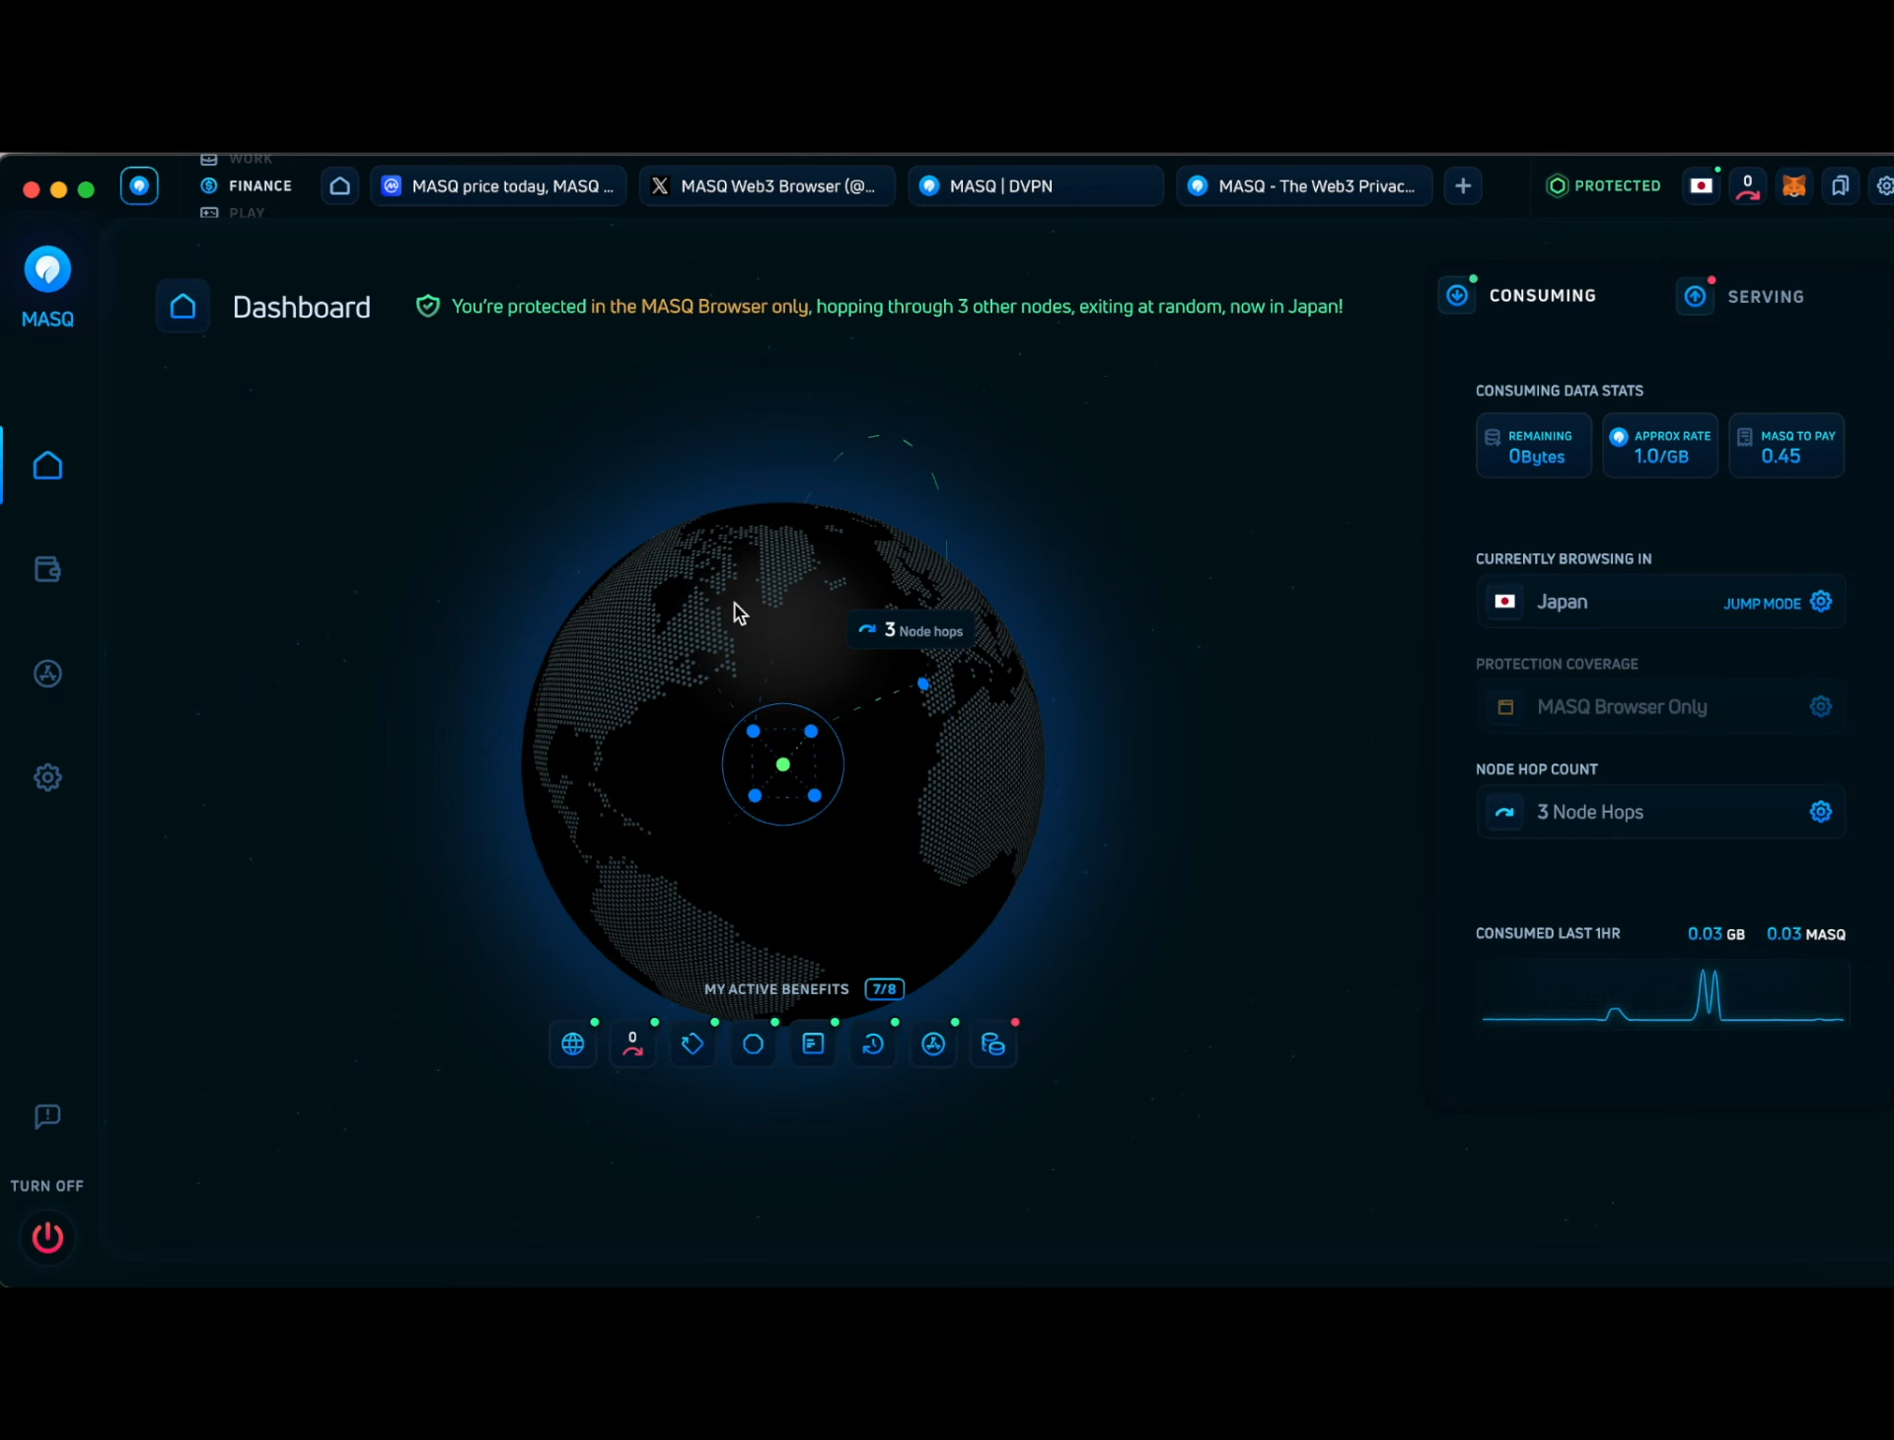 WORK
FINANCE
PLAY
MASQ price today, MASQ ...
MASQ Web3 Browser (@...
MASQ | DVPN
MASQ - The Web3 Privac...
PROTECTED
0
MASQ
Dashboard
You're protected in the MASQ Browser only, hopping through 3 other nodes, exiting at random, now in Japan!
CONSUMING
SERVING
CONSUMING DATA STATS
REMAINING
0Bytes
APPROX RATE
1.0/GB
MASQ TO PAY
0.45
CURRENTLY BROWSING IN
Japan
JUMP MODE
PROTECTION COVERAGE
MASQ Browser Only
NODE HOP COUNT
3 Node Hops
CONSUMED LAST 1HR
0.03 GB
0.03 MASQ
3 Node hops
MY ACTIVE BENEFITS
7/8
0
TURN OFF